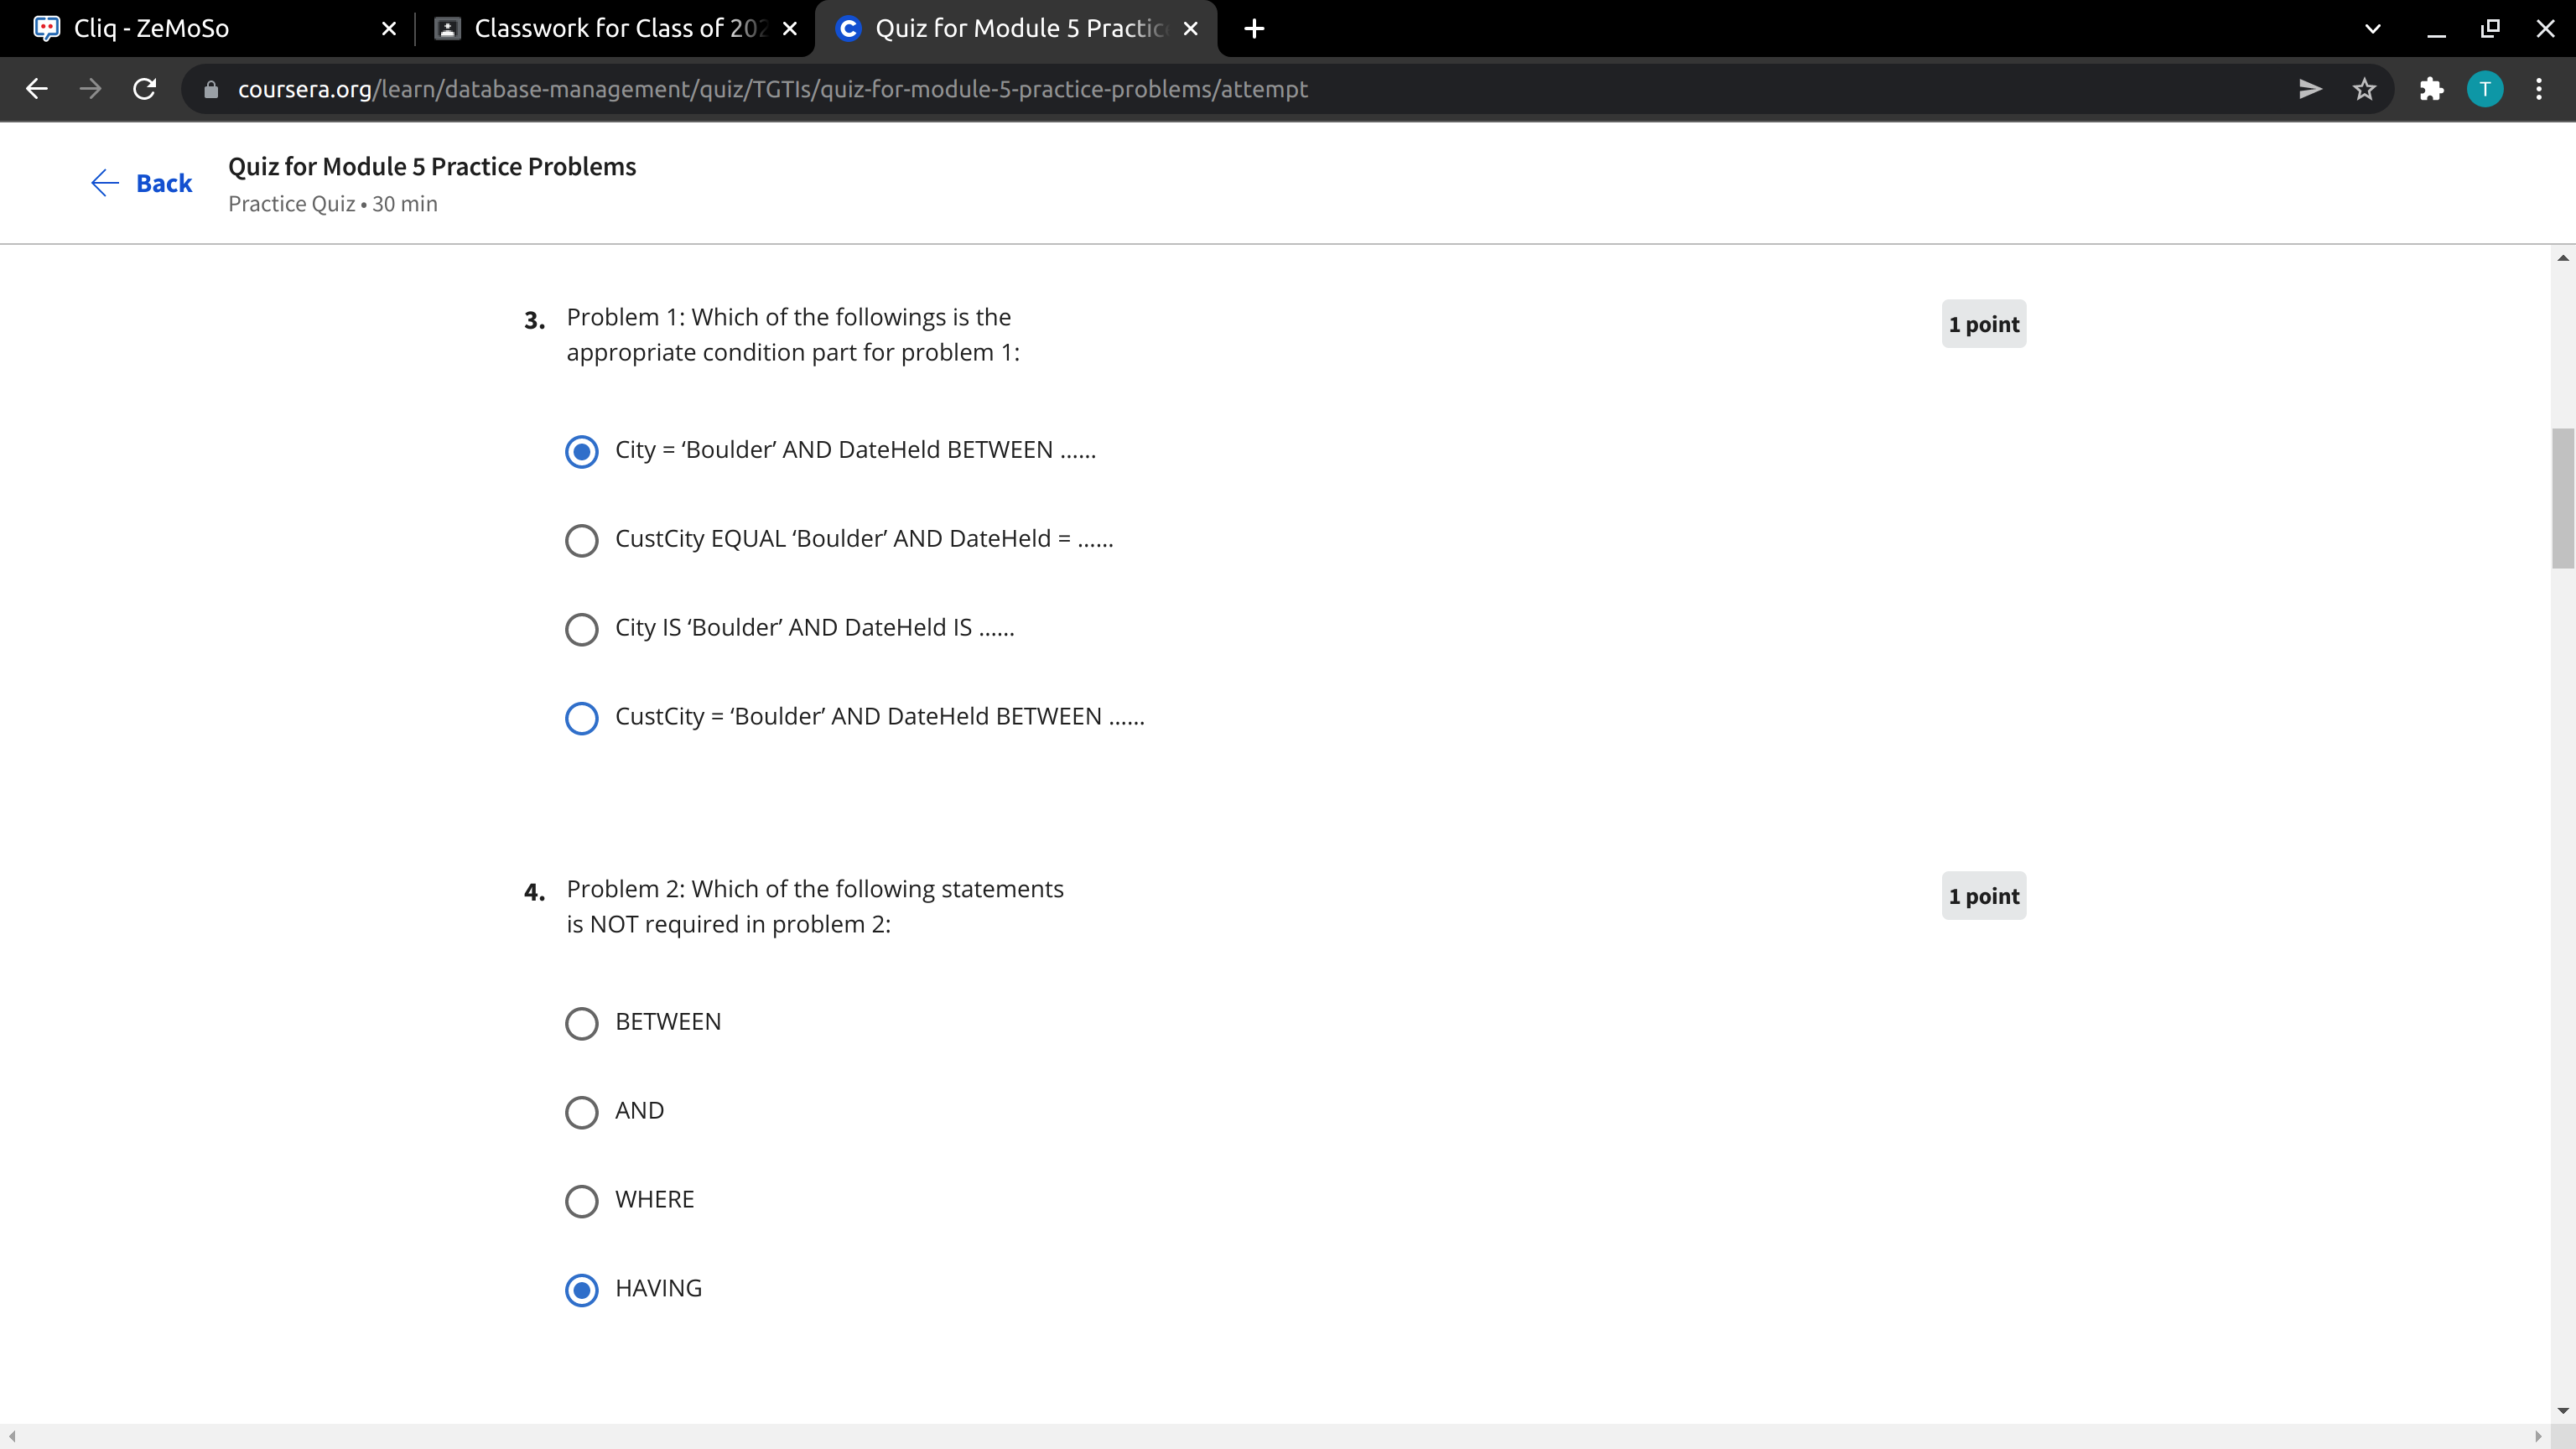 Cliq - ZeMoSo
Classwork for Class of 202
Quiz for Module 5 Practic
coursera.org/learn/database-management/quiz/TGTIs/quiz-for-module-5-practice-problems/attempt
T
Back
Quiz for Module 5 Practice Problems
Practice Quiz • 30 min
3. Problem 1: Which of the followings is the
appropriate condition part for problem 1:
1 point
City = ‘Boulder’ AND DateHeld BETWEEN ......
CustCity EQUAL ‘Boulder’ AND DateHeld = ......
City IS ‘Boulder’ AND DateHeld IS ......
CustCity = ‘Boulder’ AND DateHeld BETWEEN ......
4. Problem 2: Which of the following statements
is NOT required in problem 2:
1 point
BETWEEN
AND
WHERE
HAVING